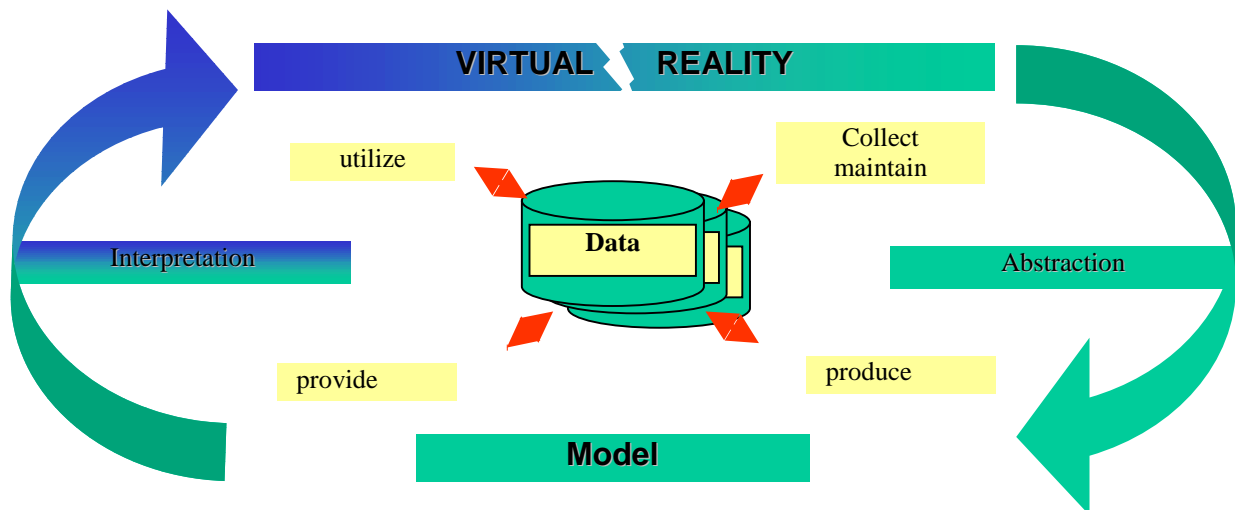 VIRTUAL REALITY
utilize
Collect
maintain
Data
Interpretation
Abstraction
provide
produce
Model